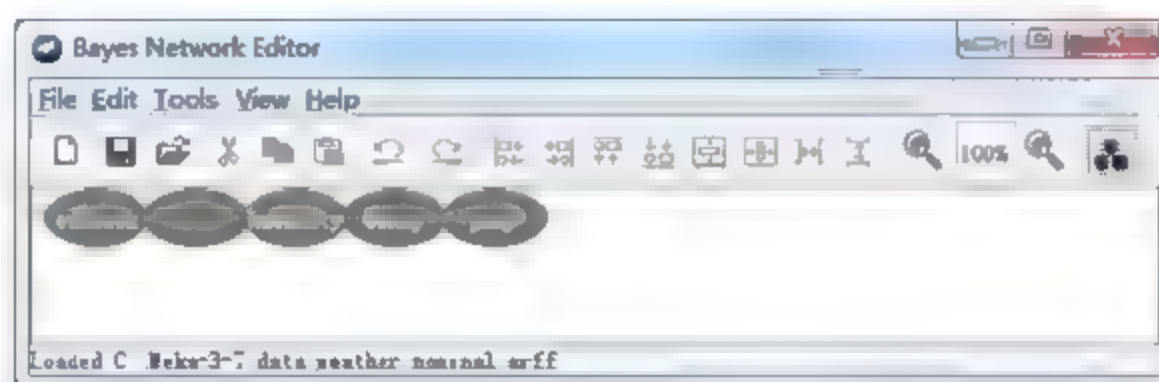 Bayes Network Editor
File Edit Tools View Help
100%
Loaded C Weka-3-7 data weather nominal arff